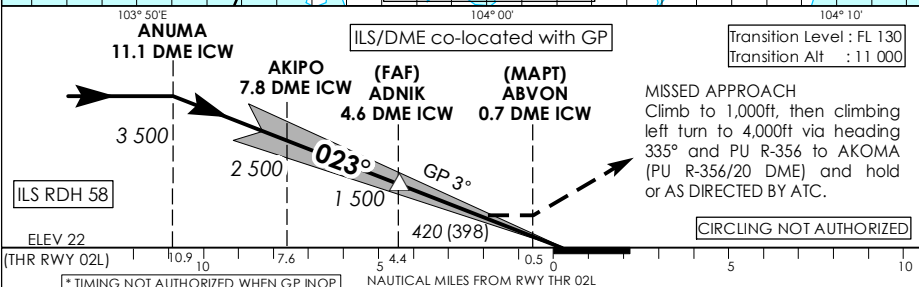 103° 50'E
104° 00'
104° 10'
ANUMA
11.1 DME ICW
ILS/DME co-located with GP
Transition Level : FL 130
Transition Alt : 11 000
AKIPO
7.8 DME ICW
(FAF)
ADNIK
4.6 DME ICW
(MAPT)
ABVON
0.7 DME ICW
MISSED APPROACH
Climb to 1,000ft, then climbing
left turn to 4,000ft via heading
335° and PU R-356 to AKOMA
(PU R-356/20 DME) and hold
or AS DIRECTED BY ATC.
3 500
2 500
023°
1 500
GP 3°
420 (398)
ILS RDH 58
CIRCLING NOT AUTHORIZED
ELEV 22
(THR RWY 02L)
10.9
10
7.6
5
4.4
0.5
0
5
10
* TIMING NOT AUTHORIZED WHEN GP INOP
NAUTICAL MILES FROM RWY THR 02L